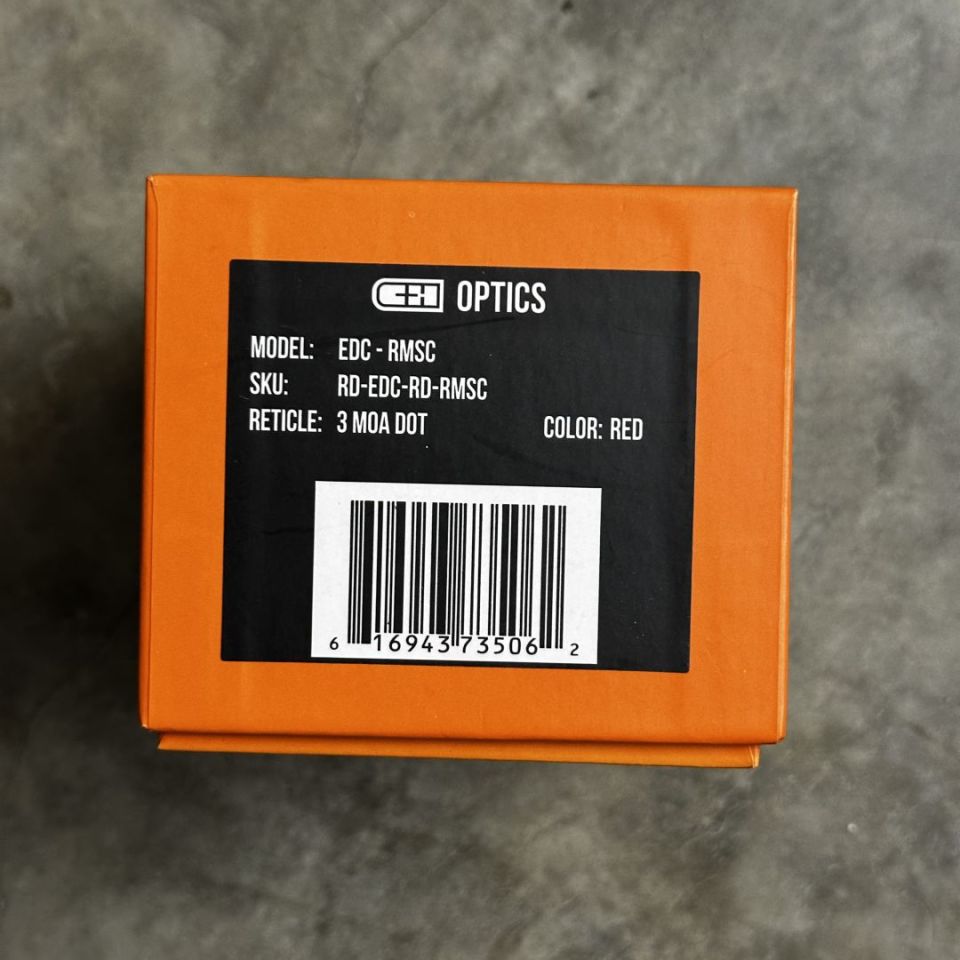 CH OPTICS
MODEL: EDC - RMSC
SKU: RD-EDC-RD-RMSC
RETICLE: 3 MOA DOT COLOR: RED
6 16943 73506 2